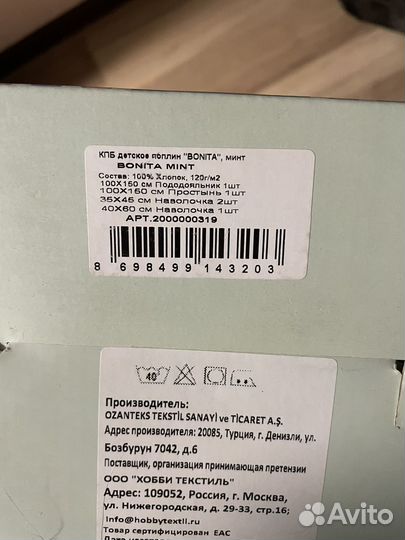 КПБ детское поплин "BONITA", минт
BONITA MINT
Состав: 100% Хлопок, 120г/м2
100X150 см Пододояльник 1шт
100X150 см Простынь 1шт
35X45 см Наволочка 2шт
40X60 см Наволочка 1шт
АРТ.2000000319
8 698499 143203
40
Производитель:
OZANTEKS TEKSTİL SANAYİ ve TİCARET A.Ş.
Адрес производителя: 20085, Турция, г. Денизли, ул.
Бозбурун 7042, д.6
Поставщик, организация принимающая претензии
ООО "ХОББИ ТЕКСТИЛЬ"
Адрес: 109052, Россия, г. Москва,
ул. Нижегородская, д. 29-33, стр.16;
info@hobbytextil.ru
Товар сертифицирован EAC
Avito